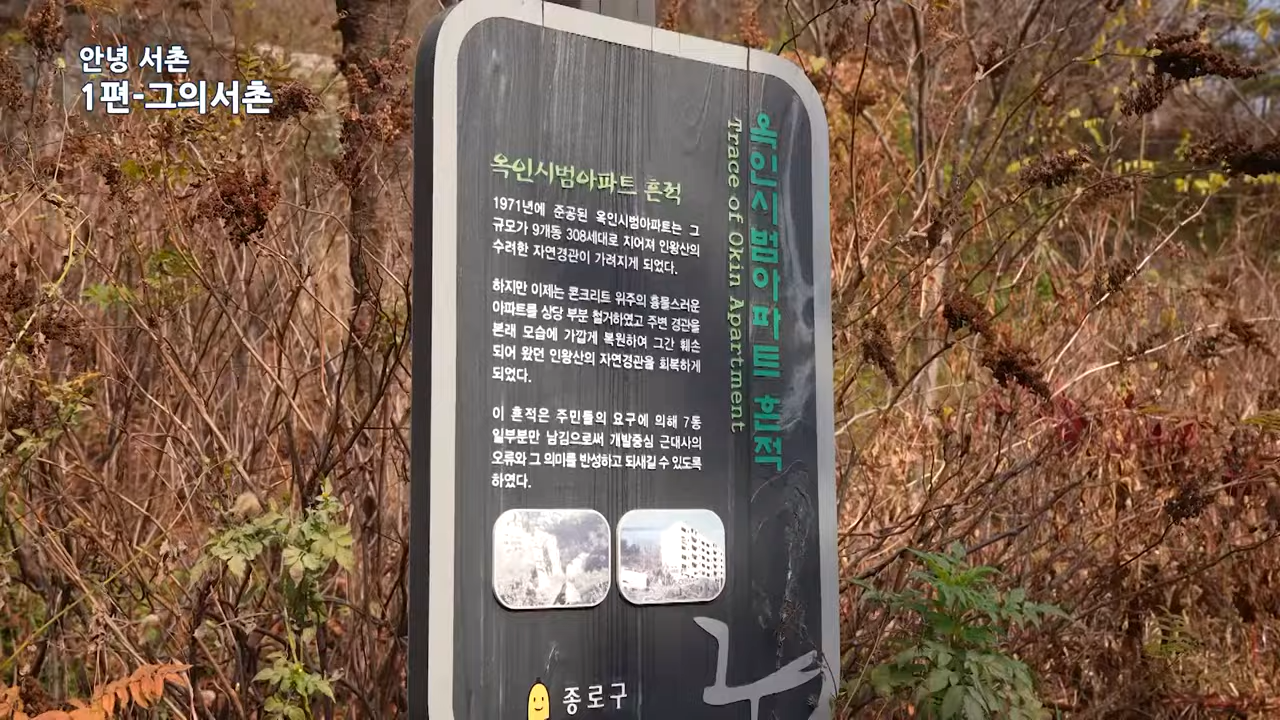 안녕 서촌
1편-그의서촌
옥인시범아파트 흔적
Trace of Okin Apartment
옥인시범아파트 흔적
1971년에 준공된 옥인시범아파트는 그
규모가 9개동 308세대로 지어져 인왕산의
수려한 자연경관이 가려지게 되었다.
하지만 이제는 콘크리트 위주의 흉물스러운
아파트를 상당 부분 철거하였고 주변 경관을
본래 모습에 가깝게 복원하여 그간 훼손
되어 왔던 인왕산의 자연경관을 회복하게
되었다.
이 흔적은 주민들의 요구에 의해 7동
일부분만 남김으로써 개발중심 근대사의
오류와 그 의미를 반성하고 되새길 수 있도록
하였다.
종로구